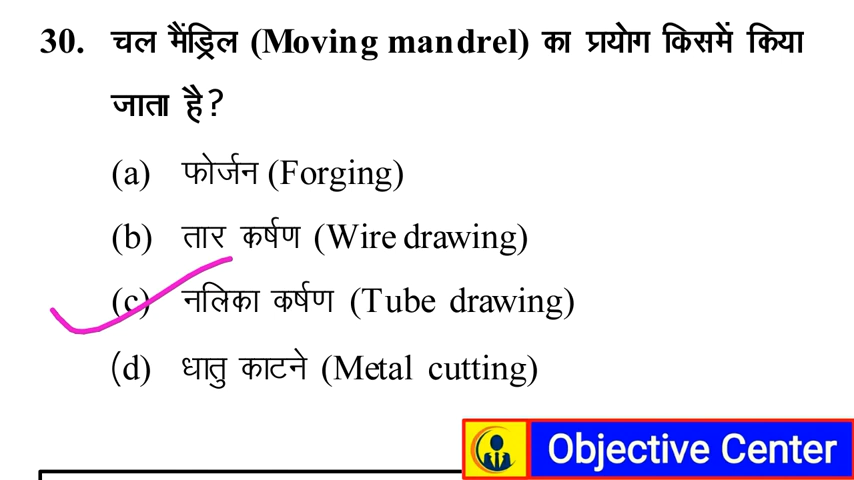 30. चल मैंड्रिल (Moving mandrel) का प्रयोग किसमें किया
जाता है?
(a) फोर्जन (Forging)
(b) तार कर्षण (Wire drawing)
(c) नलिका कर्षण (Tube drawing)
(d) धातु काटने (Metal cutting)
Objective Center